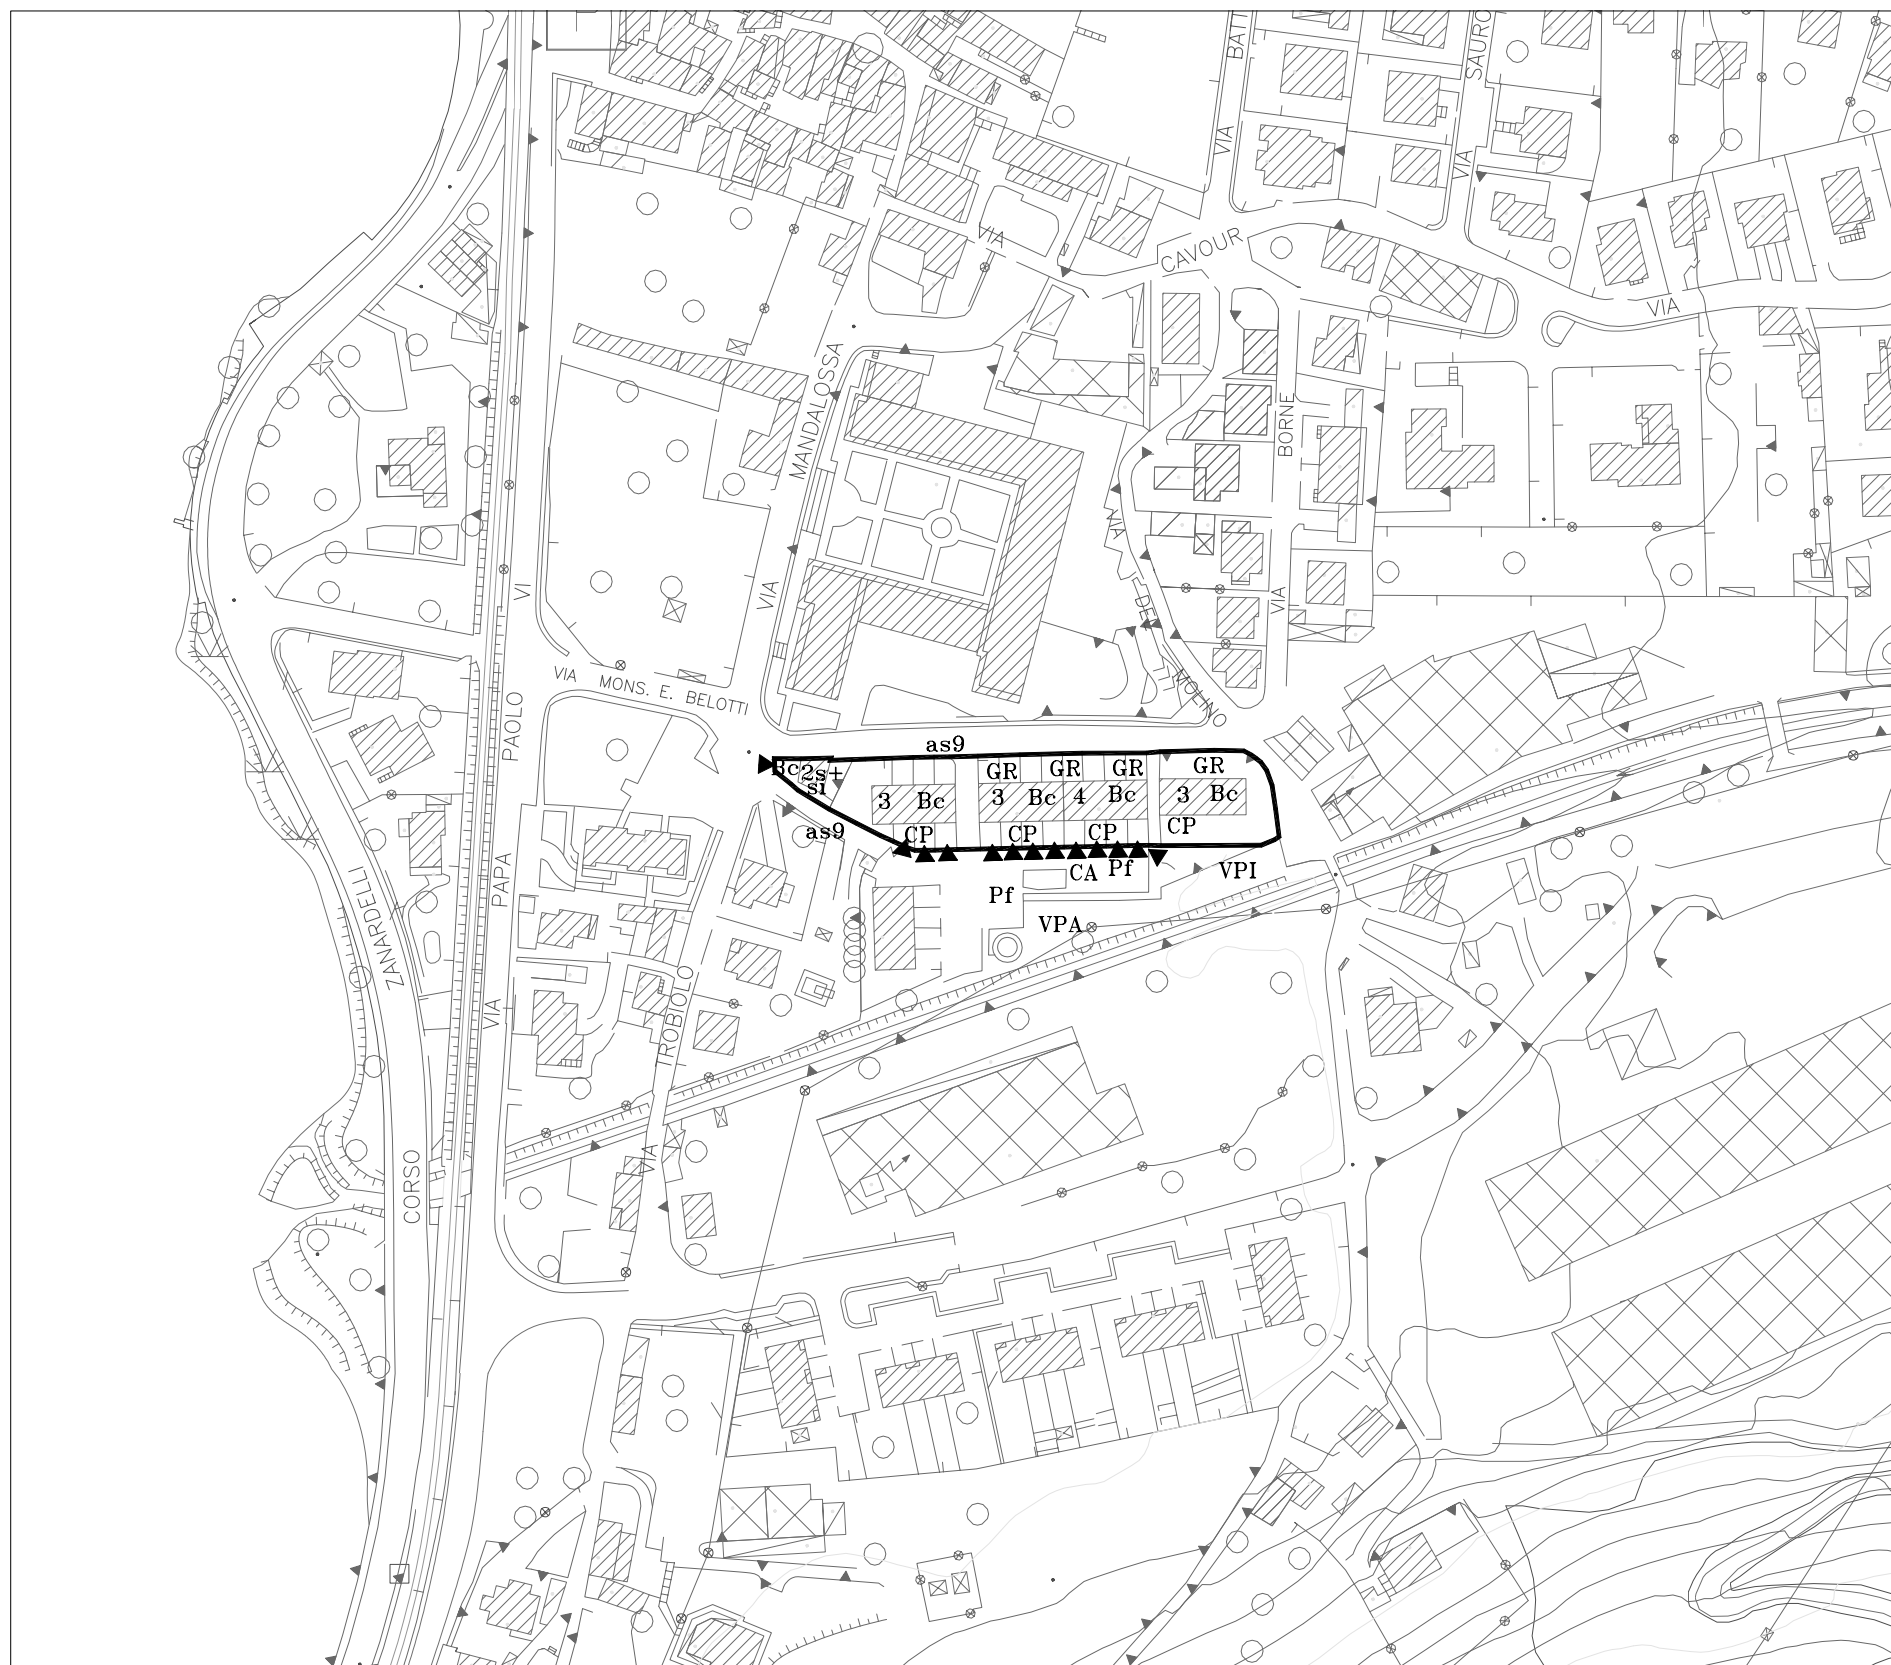 VIA BATT
SAURO
VIA
VIA
VIA
CAVOUR
VIA
MANDALOSSA
BORNE
VIA
VI
VIA
VIA
DEL
MOLINO
VIA MONS. E. BELOTTI
PAOLO
as9
Bc 2s+
si
GR GR GR GR
3 Bc 3 Bc 4 Bc 3 Bc
as9
CP CP CP CP
CA Pf VPI
Pf
VPA
PAPA
ZANARDELLI
VIA
TROBIOLO
VIA
CORSO